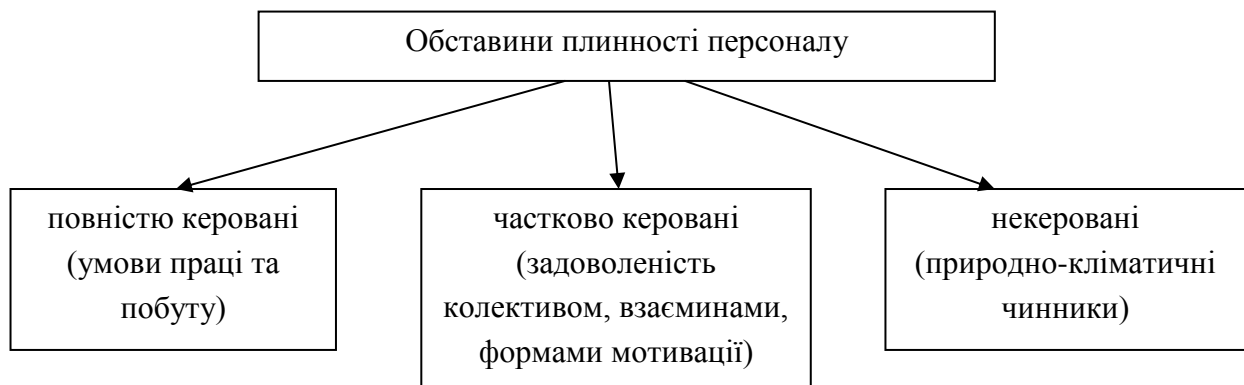 Обставини плинності персоналу
повністю керовані
(умови праці та
побуту)
частково керовані
(задоволеність
колективом, взаєминами,
формами мотивації)
некеровані
(природно-кліматичні
чинники)